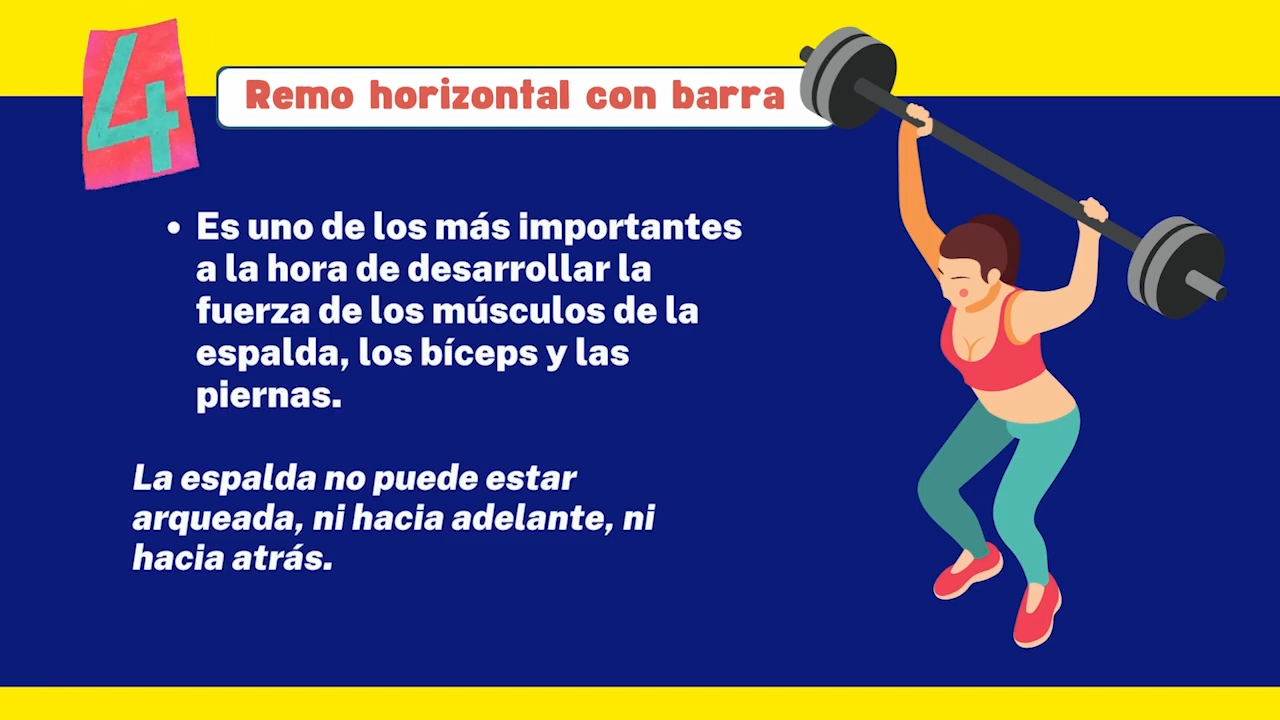 4
Remo horizontal con barra
• Es uno de los más importantes
a la hora de desarrollar la
fuerza de los músculos de la
espalda, los bíceps y las
piernas.
La espalda no puede estar
arqueada, ni hacia adelante, ni
hacia atrás.